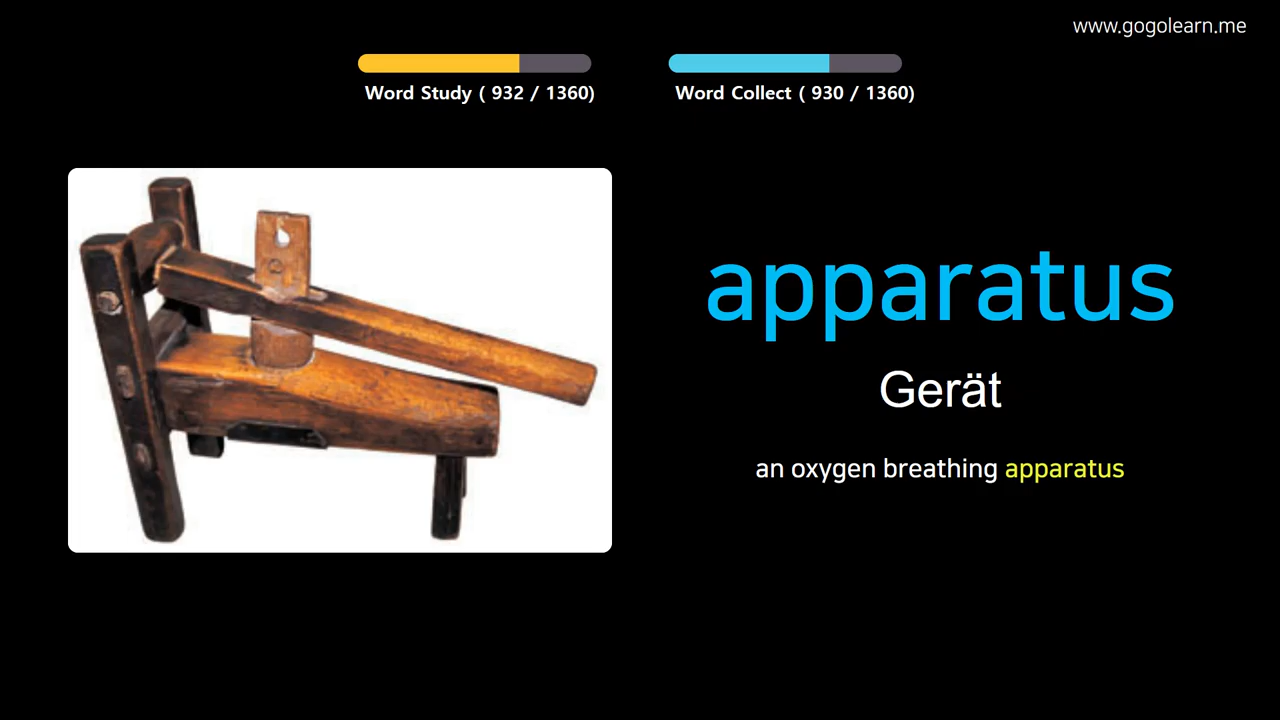 www.gogolearn.me
Word Study ( 932 / 1360)
Word Collect ( 930 / 1360)
apparatus
Gerät
an oxygen breathing apparatus